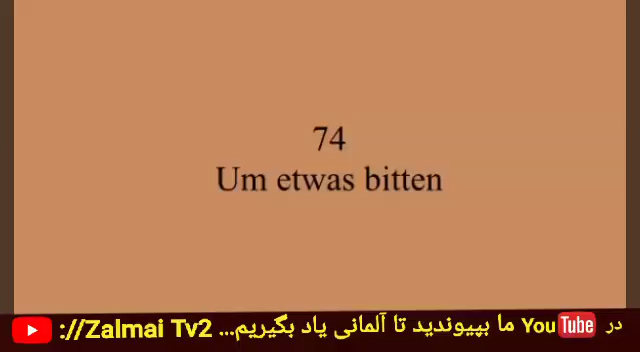 74
Um etwas bitten
در YouTube ما بپیوندید تا آلمانی یاد بگیریم... Zalmai Tv2//: